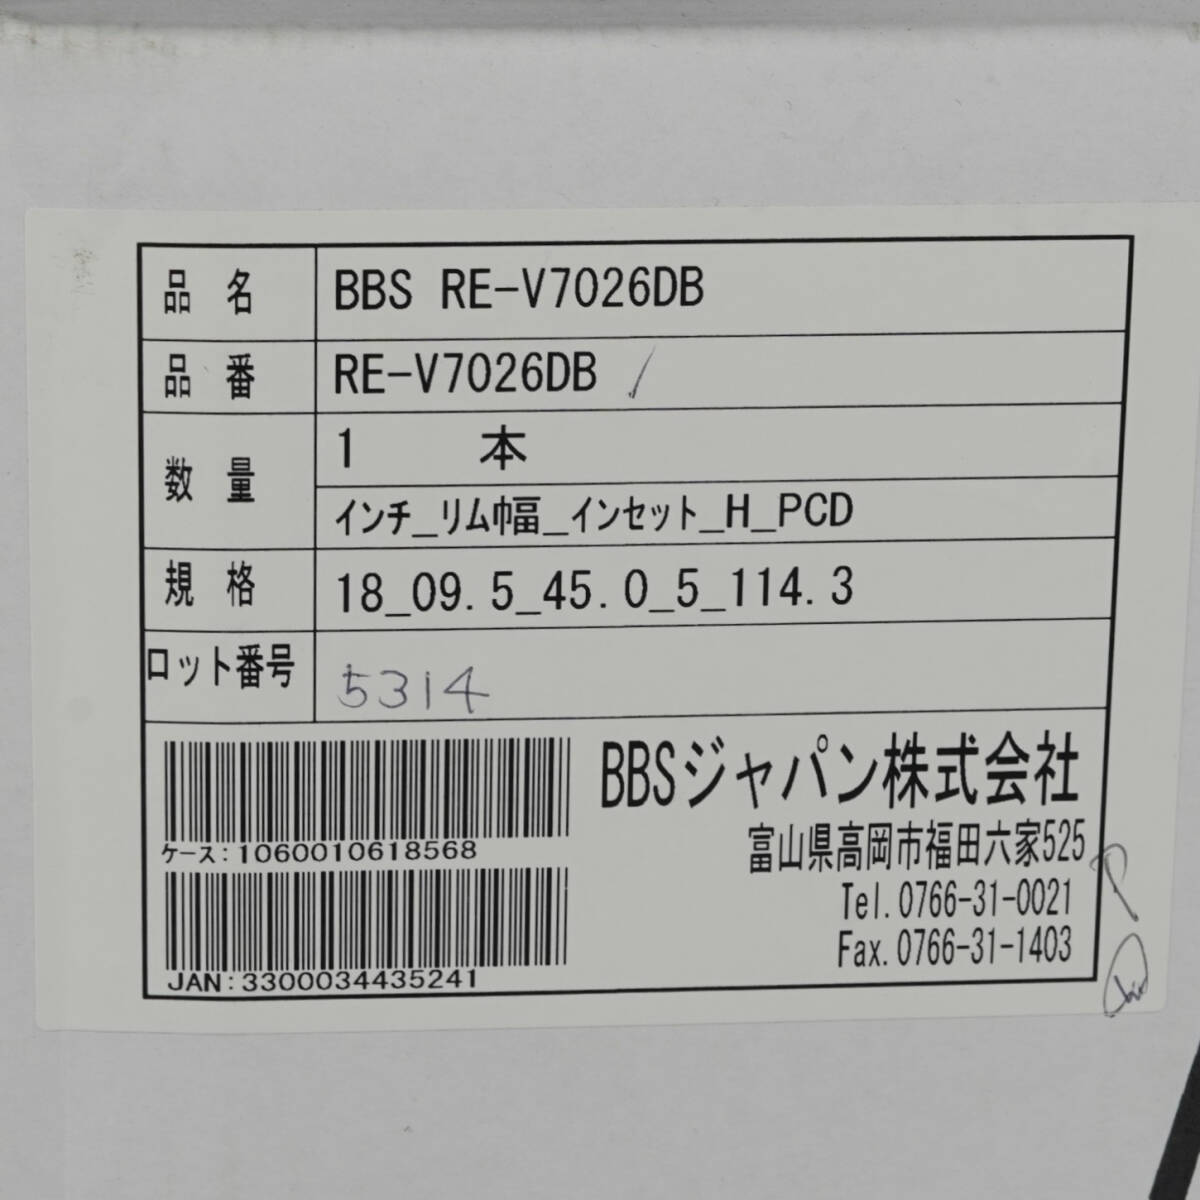 品 名 BBS RE-V7026DB
品 番 RE-V7026DB
数 量 1 本
インチ_リム巾畐_インセット_H_PCD
規 格 18_09.5_45.0_5_114.3
ロット番号 5314
BBSジャパン株式会社
富山県高岡市福田六家525
Tel.0766-31-0021
Fax.0766-31-1403
ケース:1060010618568
JAN:3300034435241